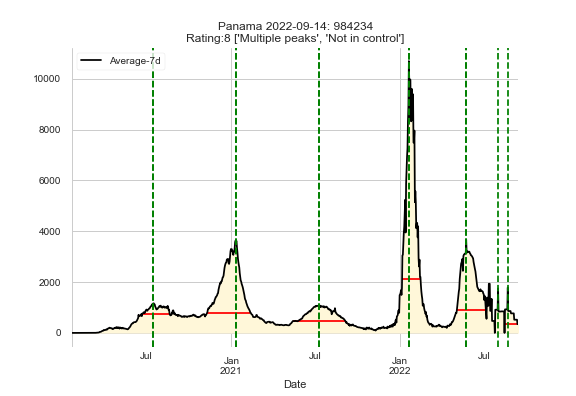 Panama 2022-09-14: 984234
Rating:8 ['Multiple peaks', 'Not in control']
Average-7d
10000
8000
6000
4000
2000
0
Jul
Jan
2021
Jul
Jan
2022
Jul
Date